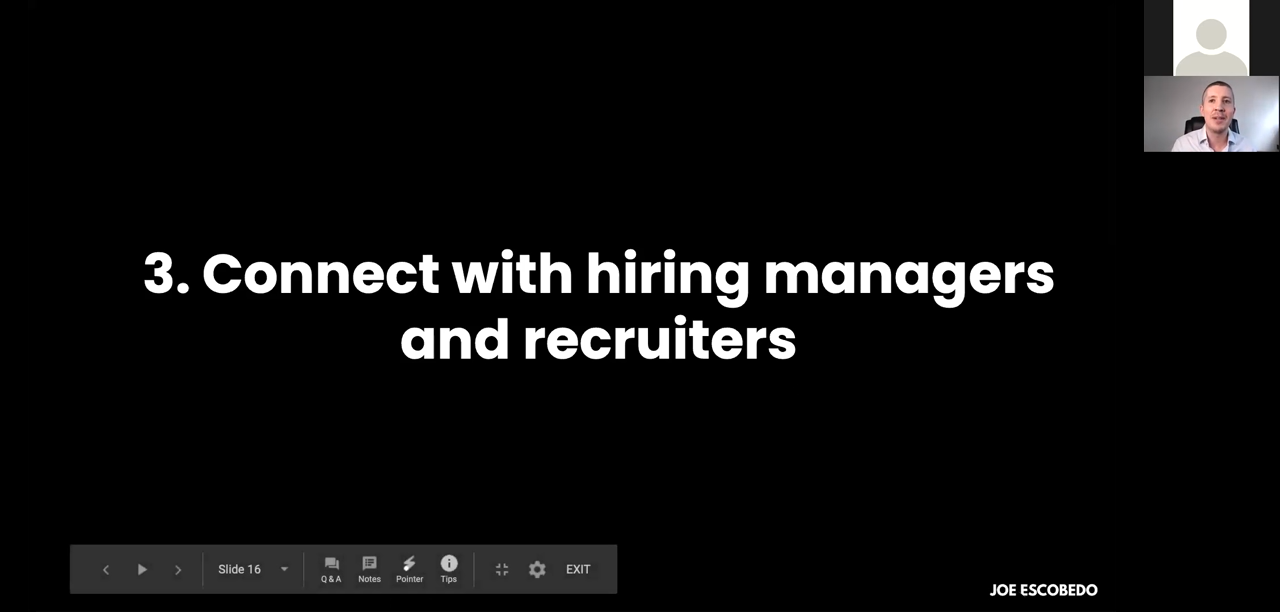 3. Connect with hiring managers
and recruiters
Slide 16
Q & A
Notes
Pointer
Tips
EXIT
JOE ESCOBEDO